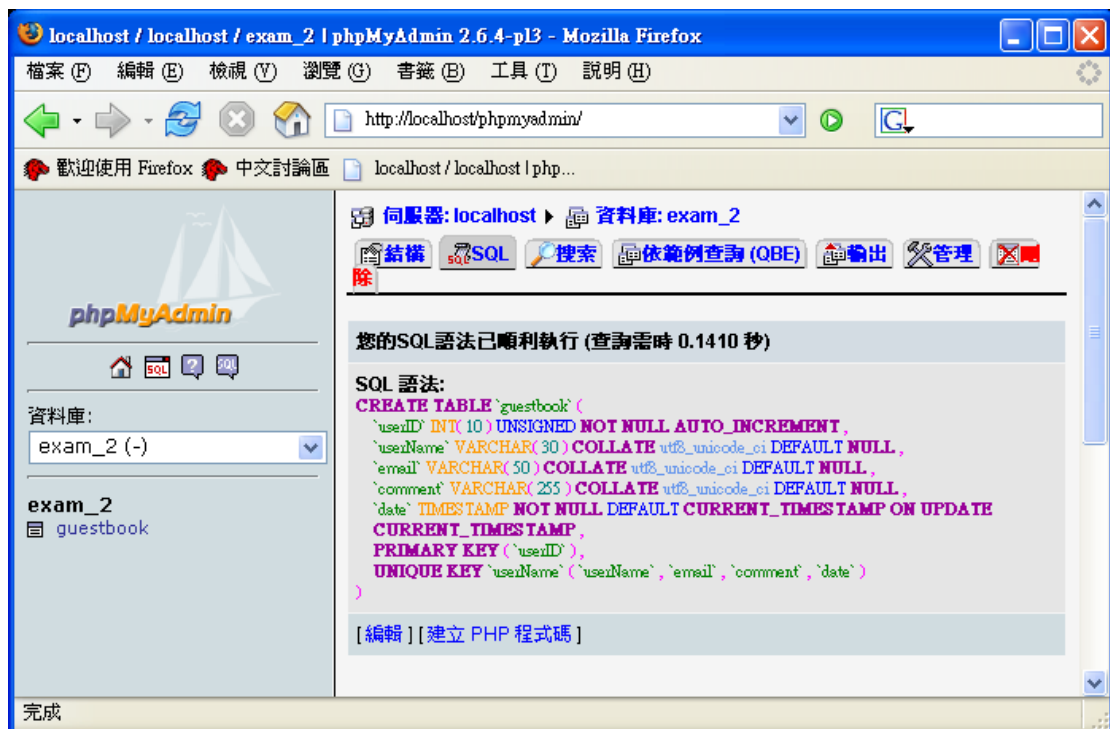 localhost / localhost / exam_2 | phpMyAdmin 2.6.4-pl3 - Mozilla Firefox
檔案(F) 編輯(E) 檢視(V) 瀏覽(G) 書籤(B) 工具(T) 說明(H)
http://localhost/phpmyadmin/
G
歡迎使用 Firefox 中文討論區 localhost / localhost | php...
phpMyAdmin
SQL SQL
資料庫:
exam_2 (-)
exam_2
guestbook
伺服器: localhost 資料庫: exam_2
結構 SQL 搜索 依範例查詢 (QBE) 輸出 管理
除
您的SQL語法已順利執行 (查詢需時 0.1410 秒)
SQL 語法:
CREATE TABLE `guestbook` (
`userID` INT( 10 ) UNSIGNED NOT NULL AUTO_INCREMENT ,
`userName` VARCHAR( 30 ) COLLATE utf8_unicode_ci DEFAULT NULL ,
`email` VARCHAR( 50 ) COLLATE utf8_unicode_ci DEFAULT NULL ,
`comment` VARCHAR( 255 ) COLLATE utf8_unicode_ci DEFAULT NULL ,
`date` TIMESTAMP NOT NULL DEFAULT CURRENT_TIMESTAMP ON UPDATE
CURRENT_TIMESTAMP ,
PRIMARY KEY ( `userID` ) ,
UNIQUE KEY `userName` ( `userName` , `email` , `comment` , `date` )
)
[ 編輯 ] [ 建立 PHP 程式碼 ]
完成